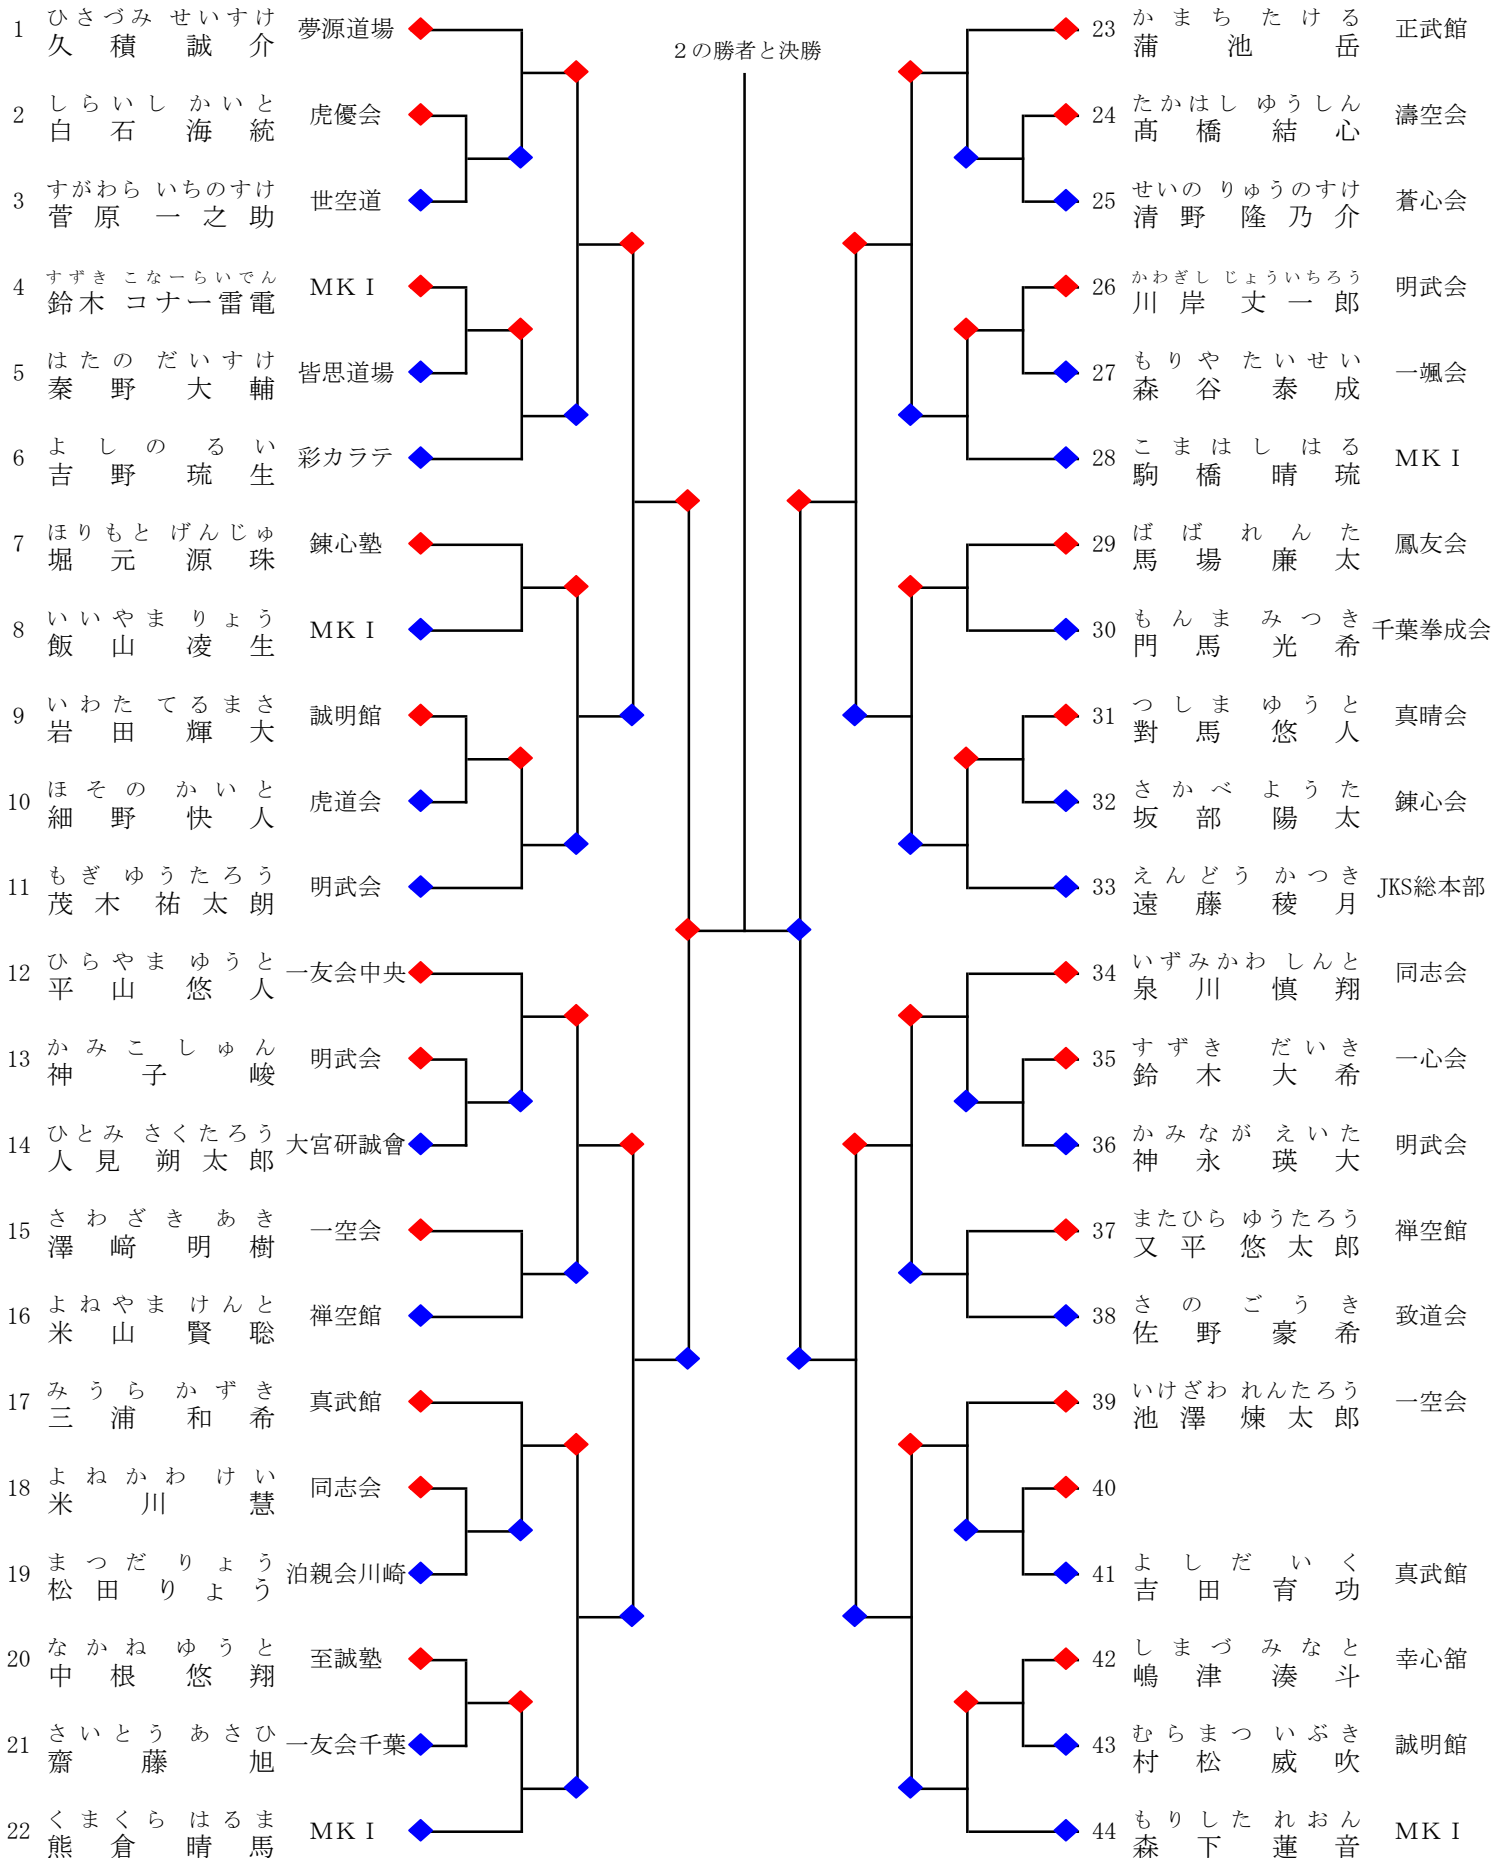 ２の勝者と決勝
ひさづみ せいすけ
1 久積誠介 夢源道場
しらいし かいと
2 白石海統 虎優会
すがわら いちのすけ
3 菅原一之助 世空道
すずき こなーらいでん
4 鈴木 コナー雷電 ＭＫＩ
はたの だいすけ
5 秦野大輔 皆思道場
よしの るい
6 吉野琉生 彩カラテ
ほりもと げんじゅ
7 堀元源珠 錬心塾
いいやま りょう
8 飯山凌生 ＭＫＩ
いわた てるまさ
9 岩田輝大 誠明館
ほその かいと
10 細野快人 虎道会
もぎ ゆうたろう
11 茂木祐太朗 明武会
ひらやま ゆうと
12 平山悠人 一友会中央
かみこ しゅん
13 神子峻 明武会
ひとみ さくたろう
14 人見朔太郎 大宮研誠會
さわざき あき
15 澤﨑明樹 一空会
よねやま けんと
16 米山賢聡 禅空館
みうら かずき
17 三浦和希 真武館
よねかわ けい
18 米川慧 同志会
まつだ りょう
19 松田りょう 泊親会川崎
なかね ゆうと
20 中根悠翔 至誠塾
さいとう あさひ
21 齋藤旭 一友会千葉
くまくら はるま
22 熊倉晴馬 ＭＫＩ
かまち たける
23 蒲池岳 正武館
たかはし ゆうしん
24 髙橋結心 濤空会
せいの りゅうのすけ
25 清野隆乃介 蒼心会
かわぎし じょういちろう
26 川岸丈一郎 明武会
もりや たいせい
27 森谷泰成 一颯会
こまはし はる
28 駒橋晴琉 ＭＫＩ
ばば れんた
29 馬場廉太 鳳友会
もんま みつき
30 門馬光希 千葉拳成会
つしま ゆうと
31 對馬悠人 真晴会
さかべ ようた
32 坂部陽太 錬心会
えんどう かつき
33 遠藤稜月 JKS総本部
いずみかわ しんと
34 泉川慎翔 同志会
すずき だいき
35 鈴木大希 一心会
かみなが えいた
36 神永瑛大 明武会
またひら ゆうたろう
37 又平悠太郎 禅空館
さの ごうき
38 佐野豪希 致道会
いけざわ れんたろう
39 池澤煉太郎 一空会
40
よしだ いく
41 吉田育功 真武館
しまづ みなと
42 嶋津湊斗 幸心舘
むらまつ いぶき
43 村松威吹 誠明館
もりした れおん
44 森下蓮音 ＭＫＩ